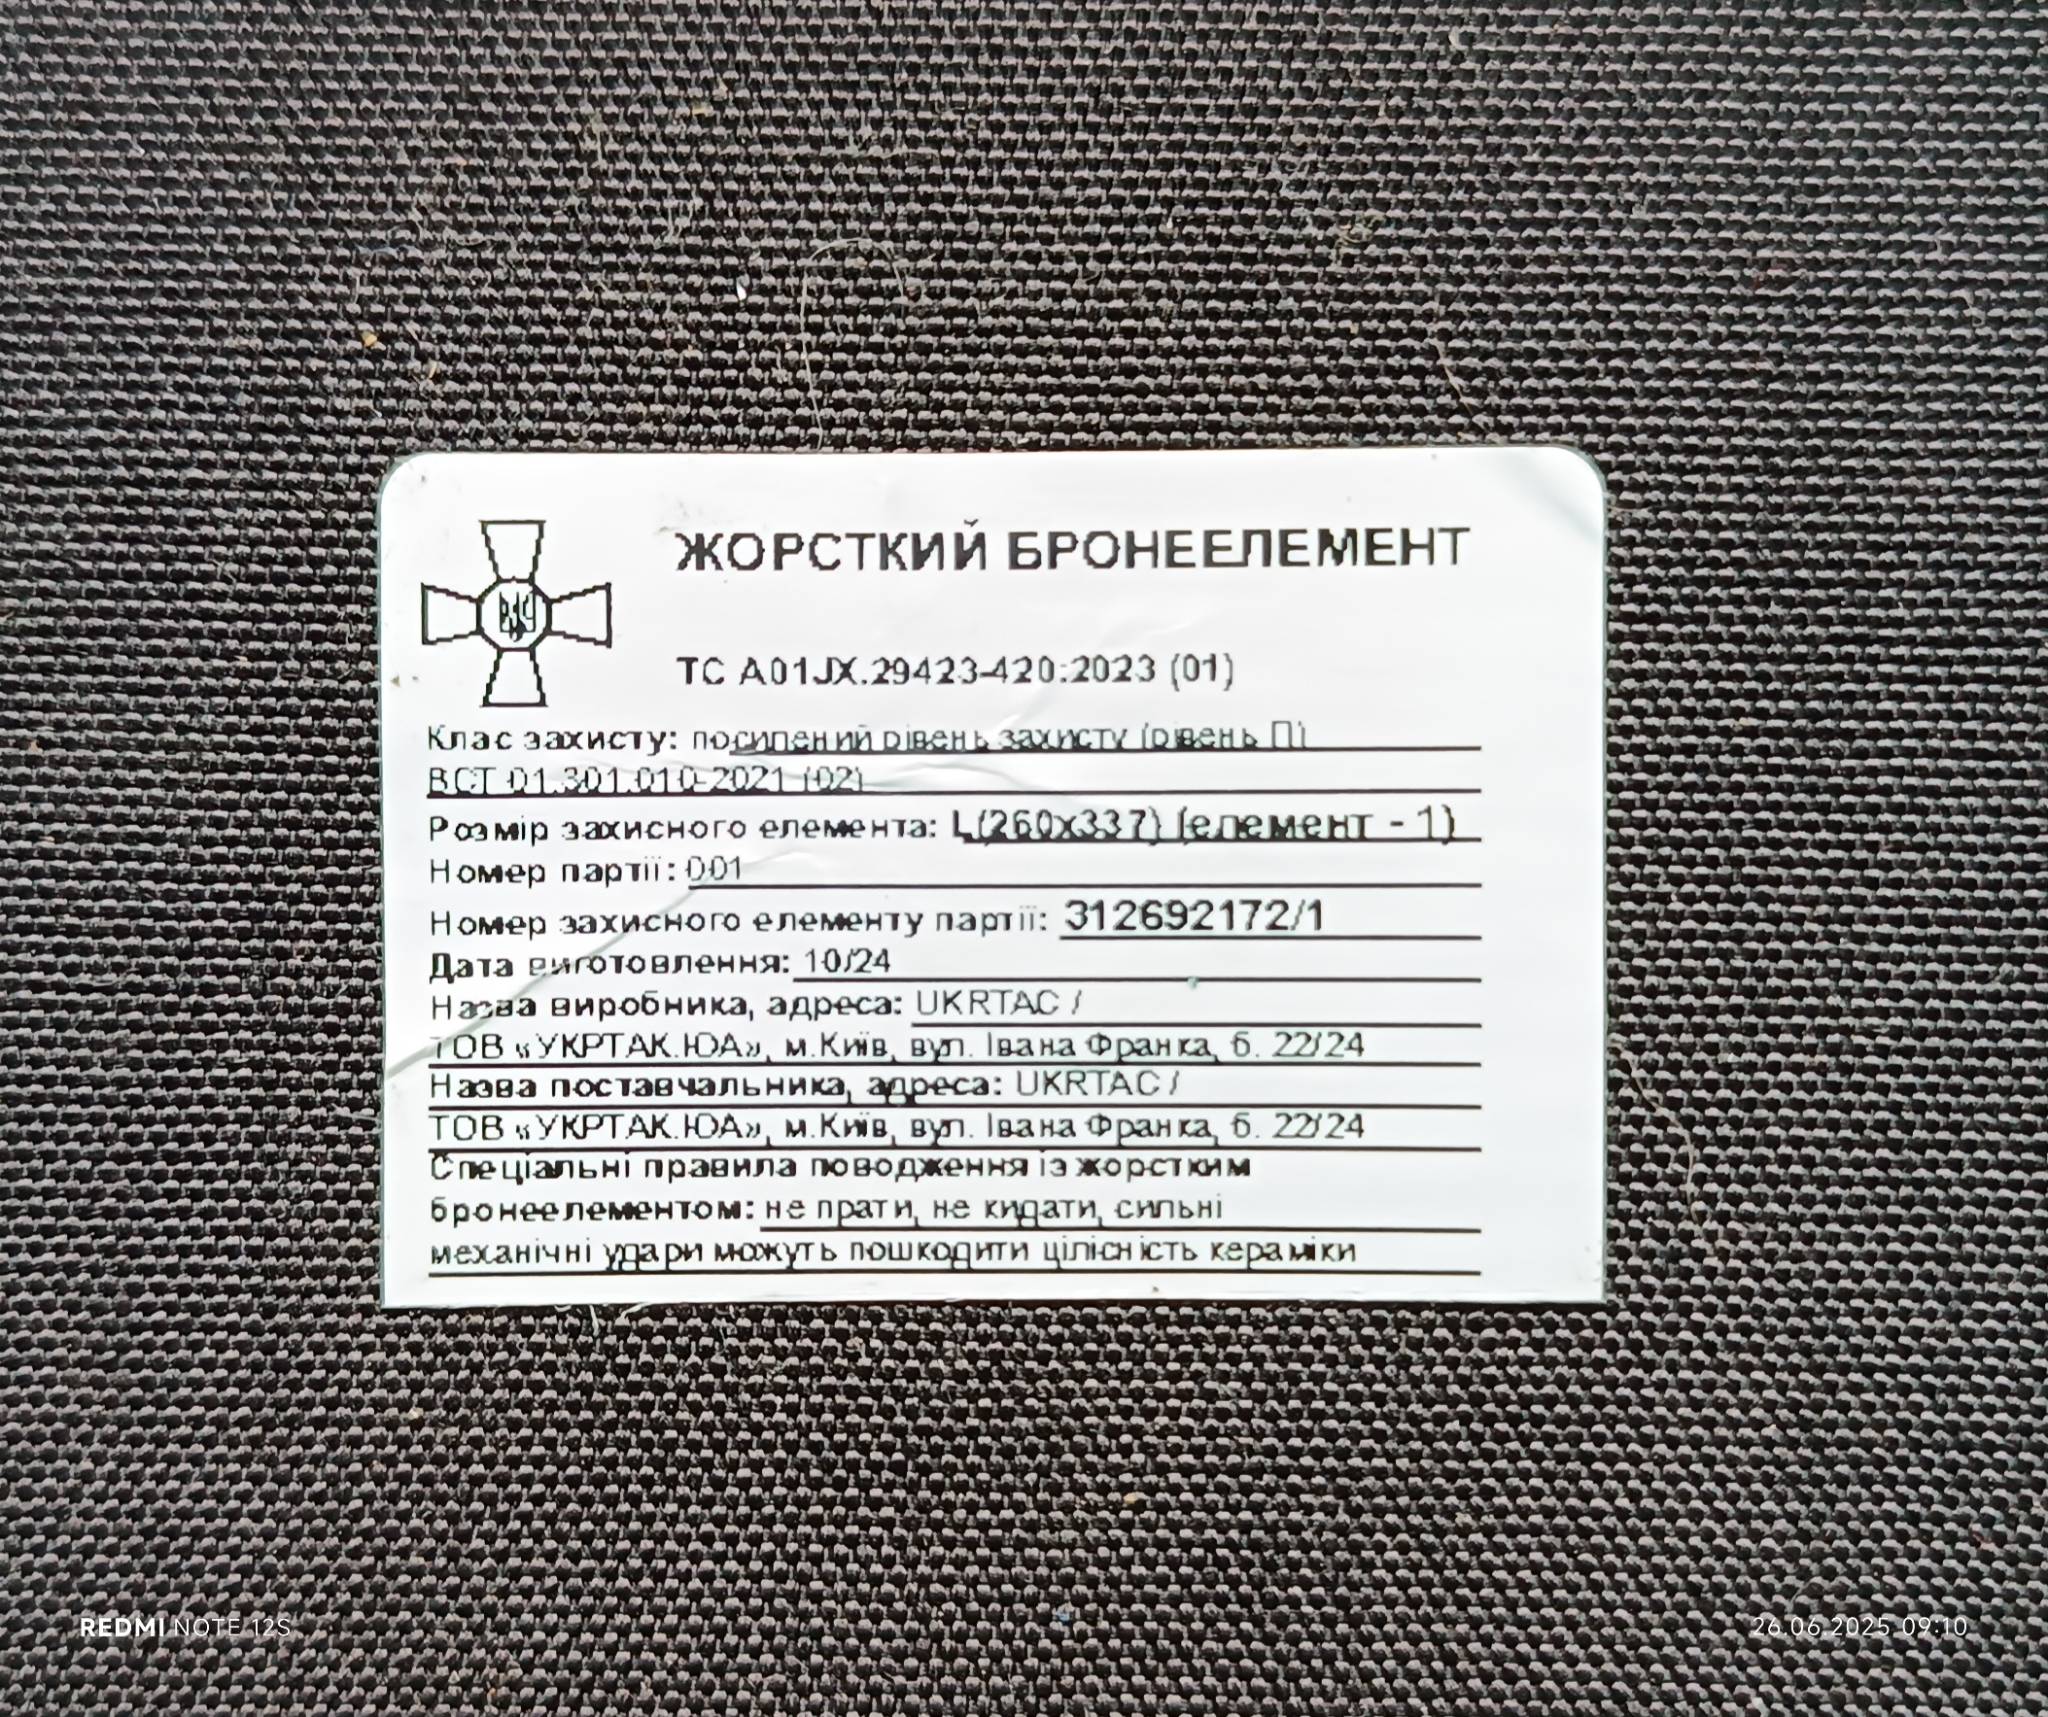 ЖОРСТКИЙ БРОНЕЕЛЕМЕНТ
ТС А01JX.29423-420:2023 (01)
Клас захисту: посилений рівень захисту (рівень П)
ВСТ 01.301.010-2021 (02)
Розмір захисного елемента: L(260х337) (елемент - 1)
Номер партії: 001
Номер захисного елементу партії: 312692172/1
Дата виготовлення: 10/24
Назва виробника, адреса: UKRTAC /
ТОВ «УКРТАК.ЮА», м.Київ, вул. Івана Франка, б. 22/24
Назва поставчальника, адреса: UKRTAC /
ТОВ «УКРТАК.ЮА», м.Київ, вул. Івана Франка, б. 22/24
Спеціальні правила поводження із жорстким
бронеелементом: не прати, не кидати, сильні
механічні удари можуть пошкодити цілісність кераміки
REDMI NOTE 12S
26.06.2025 09:10